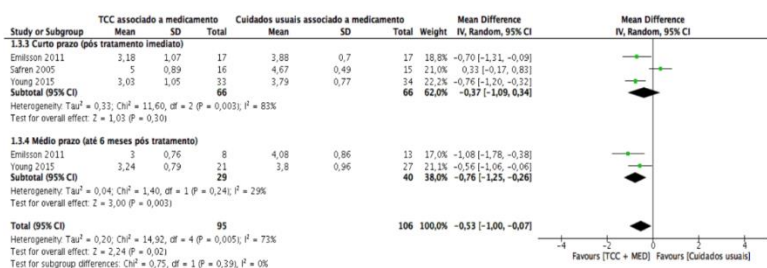 TCC associado a medicamento Cuidados usuais associado a medicamento Mean Difference Mean Difference
Study or Subgroup Mean SD Total Mean SD Total Weight IV, Random, 95% CI IV, Random, 95% CI
1.3.3 Curto prazo (pós tratamento imediato)
Emilsson 2011 3,18 1,07 17 3,88 0,7 17 18,8% -0,70 [-1,31, -0,09]
Safren 2005 5 0,89 16 4,67 0,49 15 21,0% 0,33 [-0,17, 0,83]
Young 2015 3,03 1,05 33 3,79 0,77 34 22,2% -0,76 [-1,20, -0,32]
Subtotal (95% CI) 66 66 62,0% -0,37 [-1,09, 0,34]
Heterogeneity: Tau² = 0,33; Chi² = 11,60, df = 2 (P = 0,003); I² = 83%
Test for overall effect: Z = 1,03 (P = 0,30)
1.3.4 Médio prazo (até 6 meses pós tratamento)
Emilsson 2011 3 0,76 8 4,08 0,86 13 17,0% -1,08 [-1,78, -0,38]
Young 2015 3,24 0,79 21 3,8 0,96 27 21,0% -0,56 [-1,06, -0,06]
Subtotal (95% CI) 29 40 38,0% -0,76 [-1,25, -0,26]
Heterogeneity: Tau² = 0,04; Chi² = 1,40, df = 1 (P = 0,24); I² = 29%
Test for overall effect: Z = 3,00 (P = 0,003)
Total (95% CI) 95 106 100,0% -0,53 [-1,00, -0,07]
Heterogeneity: Tau² = 0,20; Chi² = 14,92, df = 4 (P = 0,005); I² = 73%
Test for overall effect: Z = 2,24 (P = 0,02)
Test for subgroup differences: Chi² = 0,75, df = 1 (P = 0,39), I² = 0%
-4 -2 0 2 4
Favours [TCC + MED] Favours [Cuidados usuais]